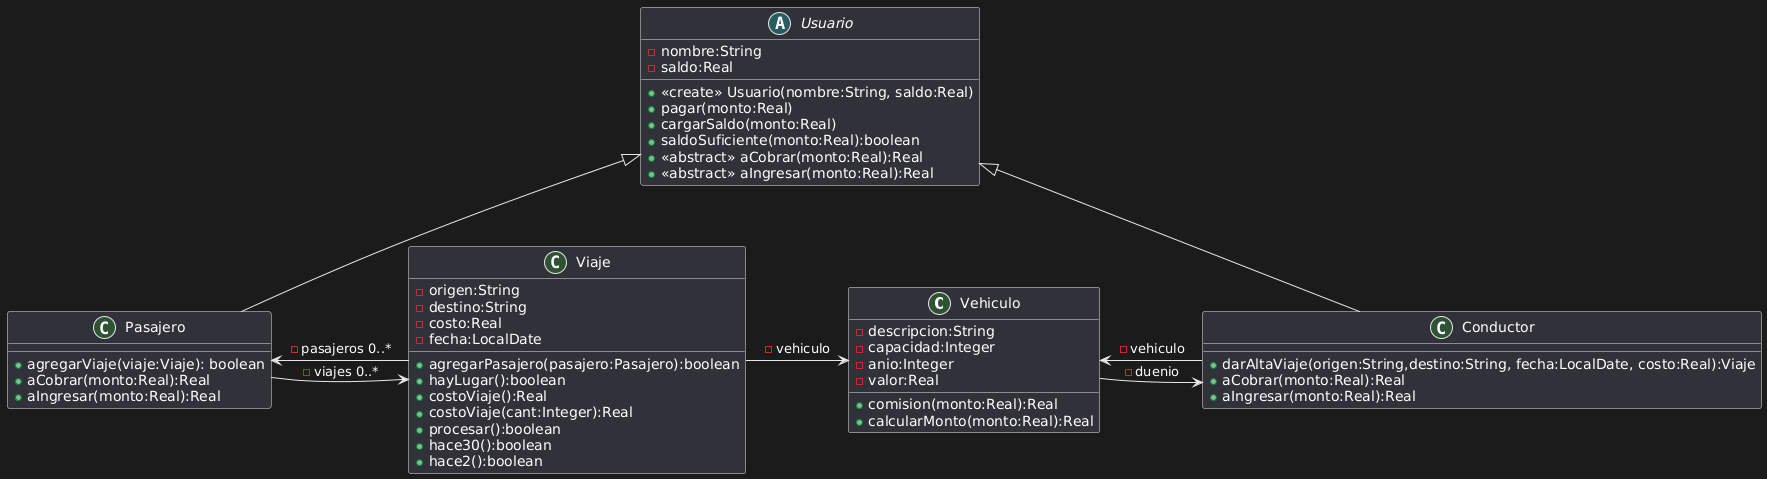 A Usuario
nombre:String
saldo:Real
«create» Usuario(nombre:String, saldo:Real)
pagar(monto:Real)
cargarSaldo(monto:Real)
saldoSuficiente(monto:Real):boolean
«abstract» aCobrar(monto:Real):Real
«abstract» aIngresar(monto:Real):Real
C Pasajero
agregarViaje(viaje:Viaje): boolean
aCobrar(monto:Real):Real
aIngresar(monto:Real):Real
pasajeros 0..*
viajes 0..*
C Viaje
origen:String
destino:String
costo:Real
fecha:LocalDate
agregarPasajero(pasajero:Pasajero):boolean
hayLugar():boolean
costoViaje():Real
costoViaje(cant:Integer):Real
procesar():boolean
hace30():boolean
hace2():boolean
vehiculo
C Vehiculo
descripcion:String
capacidad:Integer
anio:Integer
valor:Real
comision(monto:Real):Real
calcularMonto(monto:Real):Real
vehiculo
duenio
C Conductor
darAltaViaje(origen:String,destino:String, fecha:LocalDate, costo:Real):Viaje
aCobrar(monto:Real):Real
aIngresar(monto:Real):Real